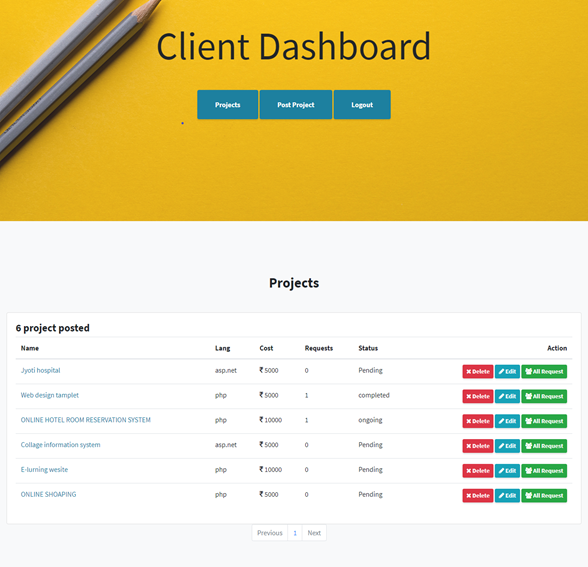 Client Dashboard
Projects Post Project Logout
Projects
6 project posted
Name Lang Cost Requests Status Action
Jyoti hospital asp.net ₹ 5000 0 Pending Delete Edit All Request
Web design tamplet php ₹ 5000 1 completed Delete Edit All Request
ONLINE HOTEL ROOM RESERVATION SYSTEM php ₹ 10000 1 ongoing Delete Edit All Request
Collage information system asp.net ₹ 5000 0 Pending Delete Edit All Request
E-lurning wesite php ₹ 10000 0 Pending Delete Edit All Request
ONLINE SHOAPING php ₹ 5000 0 Pending Delete Edit All Request
Previous 1 Next